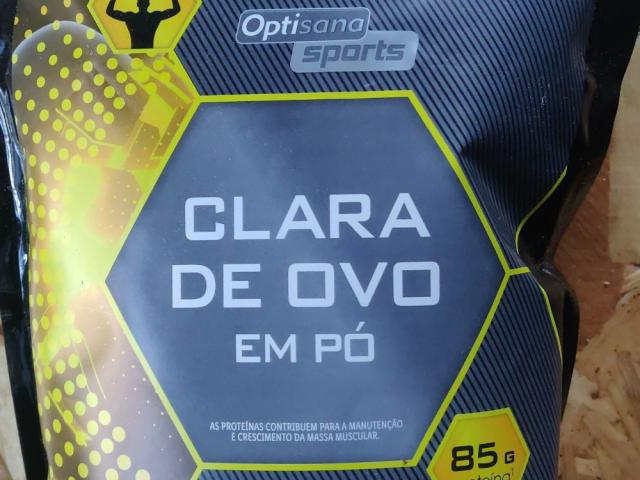 Optisana
sports
CLARA
DE OVO
EM PÓ
AS PROTEÍNAS CONTRIBUEM PARA A MANUTENÇÃO
E CRESCIMENTO DA MASSA MUSCULAR.
85 G